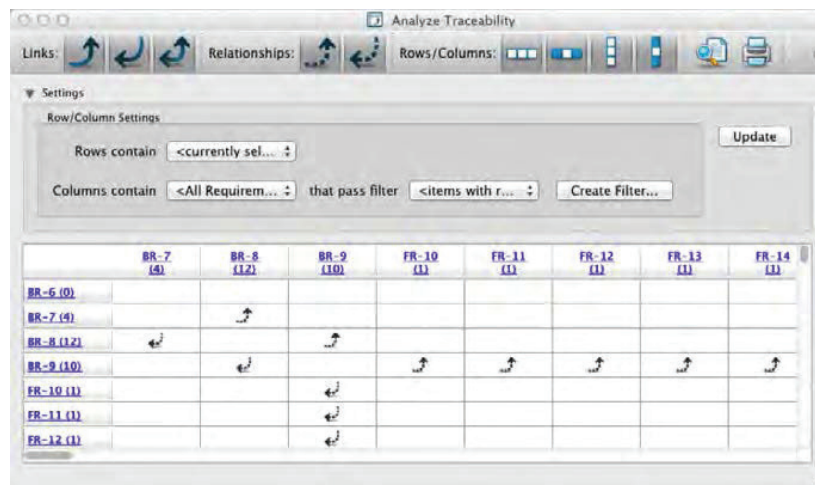 Analyze Traceability
Links: Relationships: Rows/Columns:
Settings
Row/Column Settings
Rows contain <currently sel... Update
Columns contain <All Requirem... that pass filter <items with r... Create Filter...
BR-7 BR-8 BR-9 FR-10 FR-11 FR-12 FR-13 FR-14
(4) (12) (10) (1) (1) (1) (1) (1)
BR-6 (0)
BR-7 (4)
BR-8 (12)
BR-9 (10)
FR-10 (1)
FR-11 (1)
FR-12 (1)